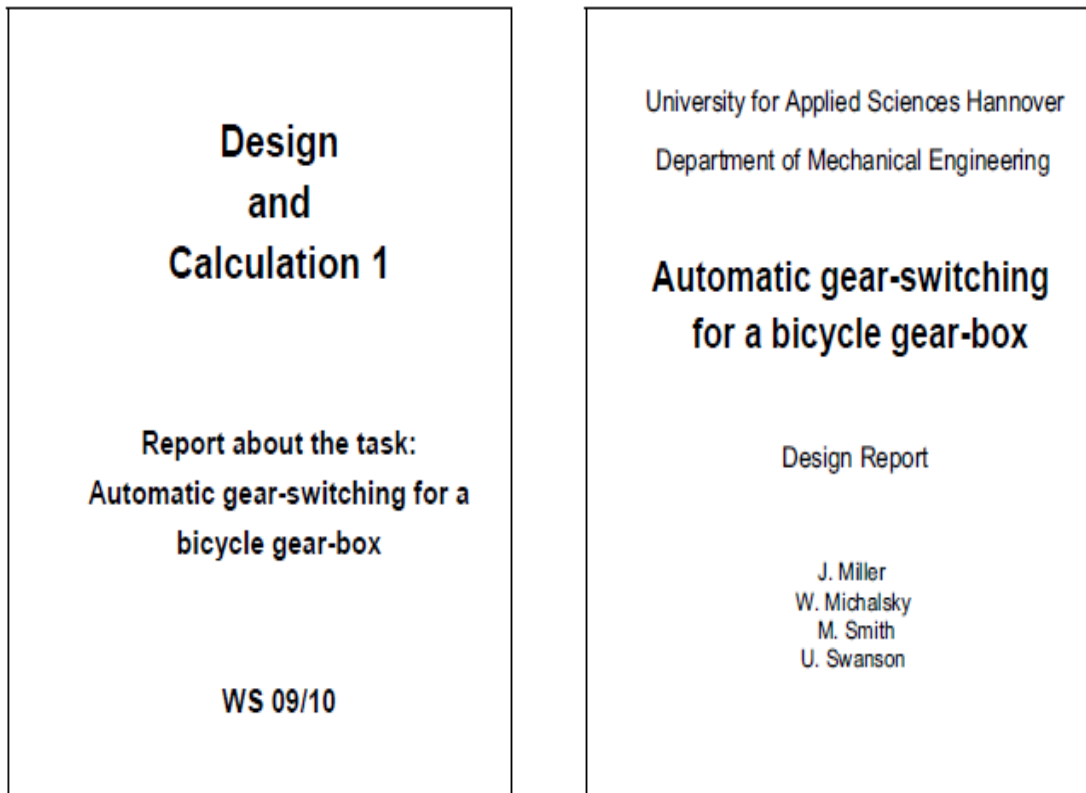 Design
and
Calculation 1
Report about the task:
Automatic gear-switching for a
bicycle gear-box
WS 09/10
University for Applied Sciences Hannover
Department of Mechanical Engineering
Automatic gear-switching
for a bicycle gear-box
Design Report
J. Miller
W. Michalsky
M. Smith
U. Swanson